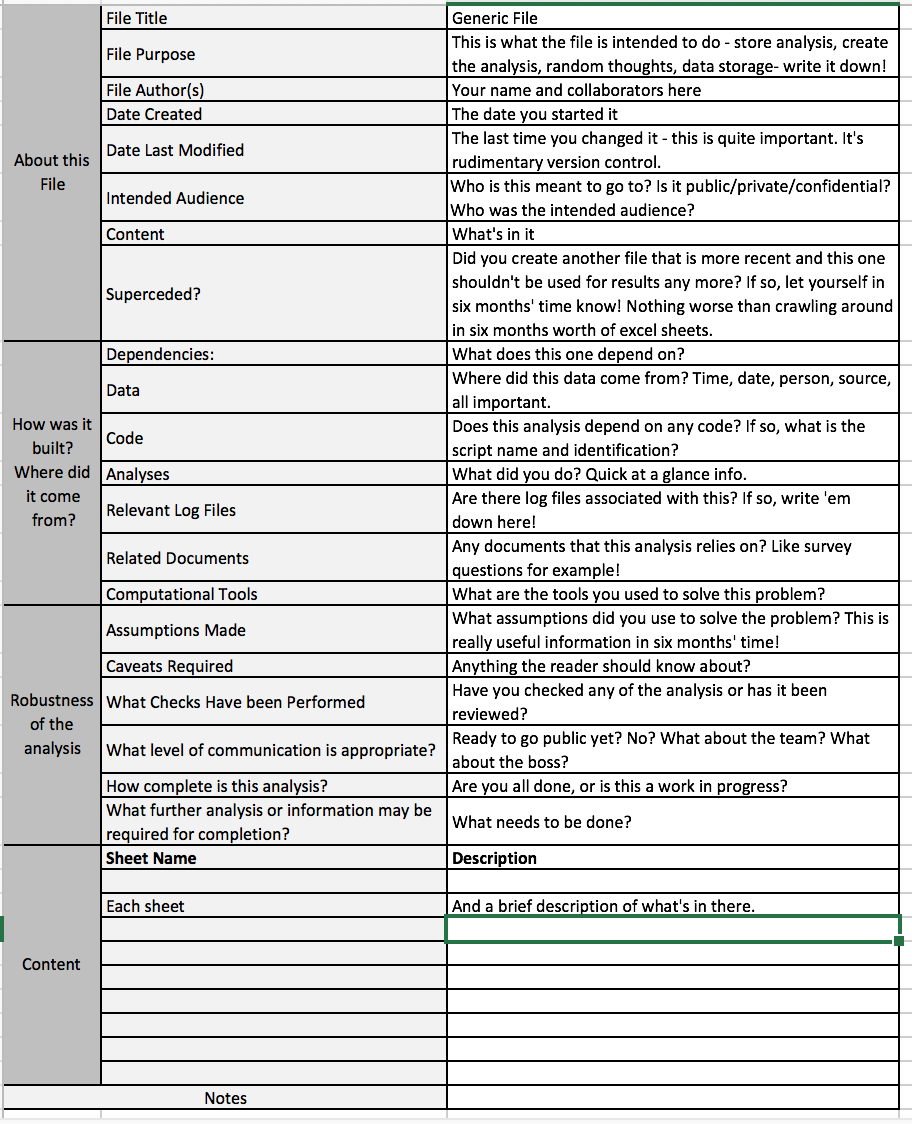 File Title
Generic File
File Purpose
This is what the file is intended to do - store analysis, create
the analysis, random thoughts, data storage- write it down!
File Author(s)
Your name and collaborators here
Date Created
The date you started it
About this
File
Date Last Modified
The last time you changed it - this is quite important. It's
rudimentary version control.
Intended Audience
Who is this meant to go to? Is it public/private/confidential?
Who was the intended audience?
Content
What's in it
Superceded?
Did you create another file that is more recent and this one
shouldn't be used for results any more? If so, let yourself in
six months' time know! Nothing worse than crawling around
in six months worth of excel sheets.
How was it
built?
Where did
it come
from?
Dependencies:
What does this one depend on?
Data
Where did this data come from? Time, date, person, source,
all important.
Code
Does this analysis depend on any code? If so, what is the
script name and identification?
Analyses
What did you do? Quick at a glance info.
Relevant Log Files
Are there log files associated with this? If so, write 'em
down here!
Related Documents
Any documents that this analysis relies on? Like survey
questions for example!
Computational Tools
What are the tools you used to solve this problem?
Robustness
of the
analysis
Assumptions Made
What assumptions did you use to solve the problem? This is
really useful information in six months' time!
Caveats Required
Anything the reader should know about?
What Checks Have been Performed
Have you checked any of the analysis or has it been
reviewed?
What level of communication is appropriate?
Ready to go public yet? No? What about the team? What
about the boss?
How complete is this analysis?
Are you all done, or is this a work in progress?
What further analysis or information may be
required for completion?
What needs to be done?
Content
Sheet Name
Description
Each sheet
And a brief description of what's in there.
Notes